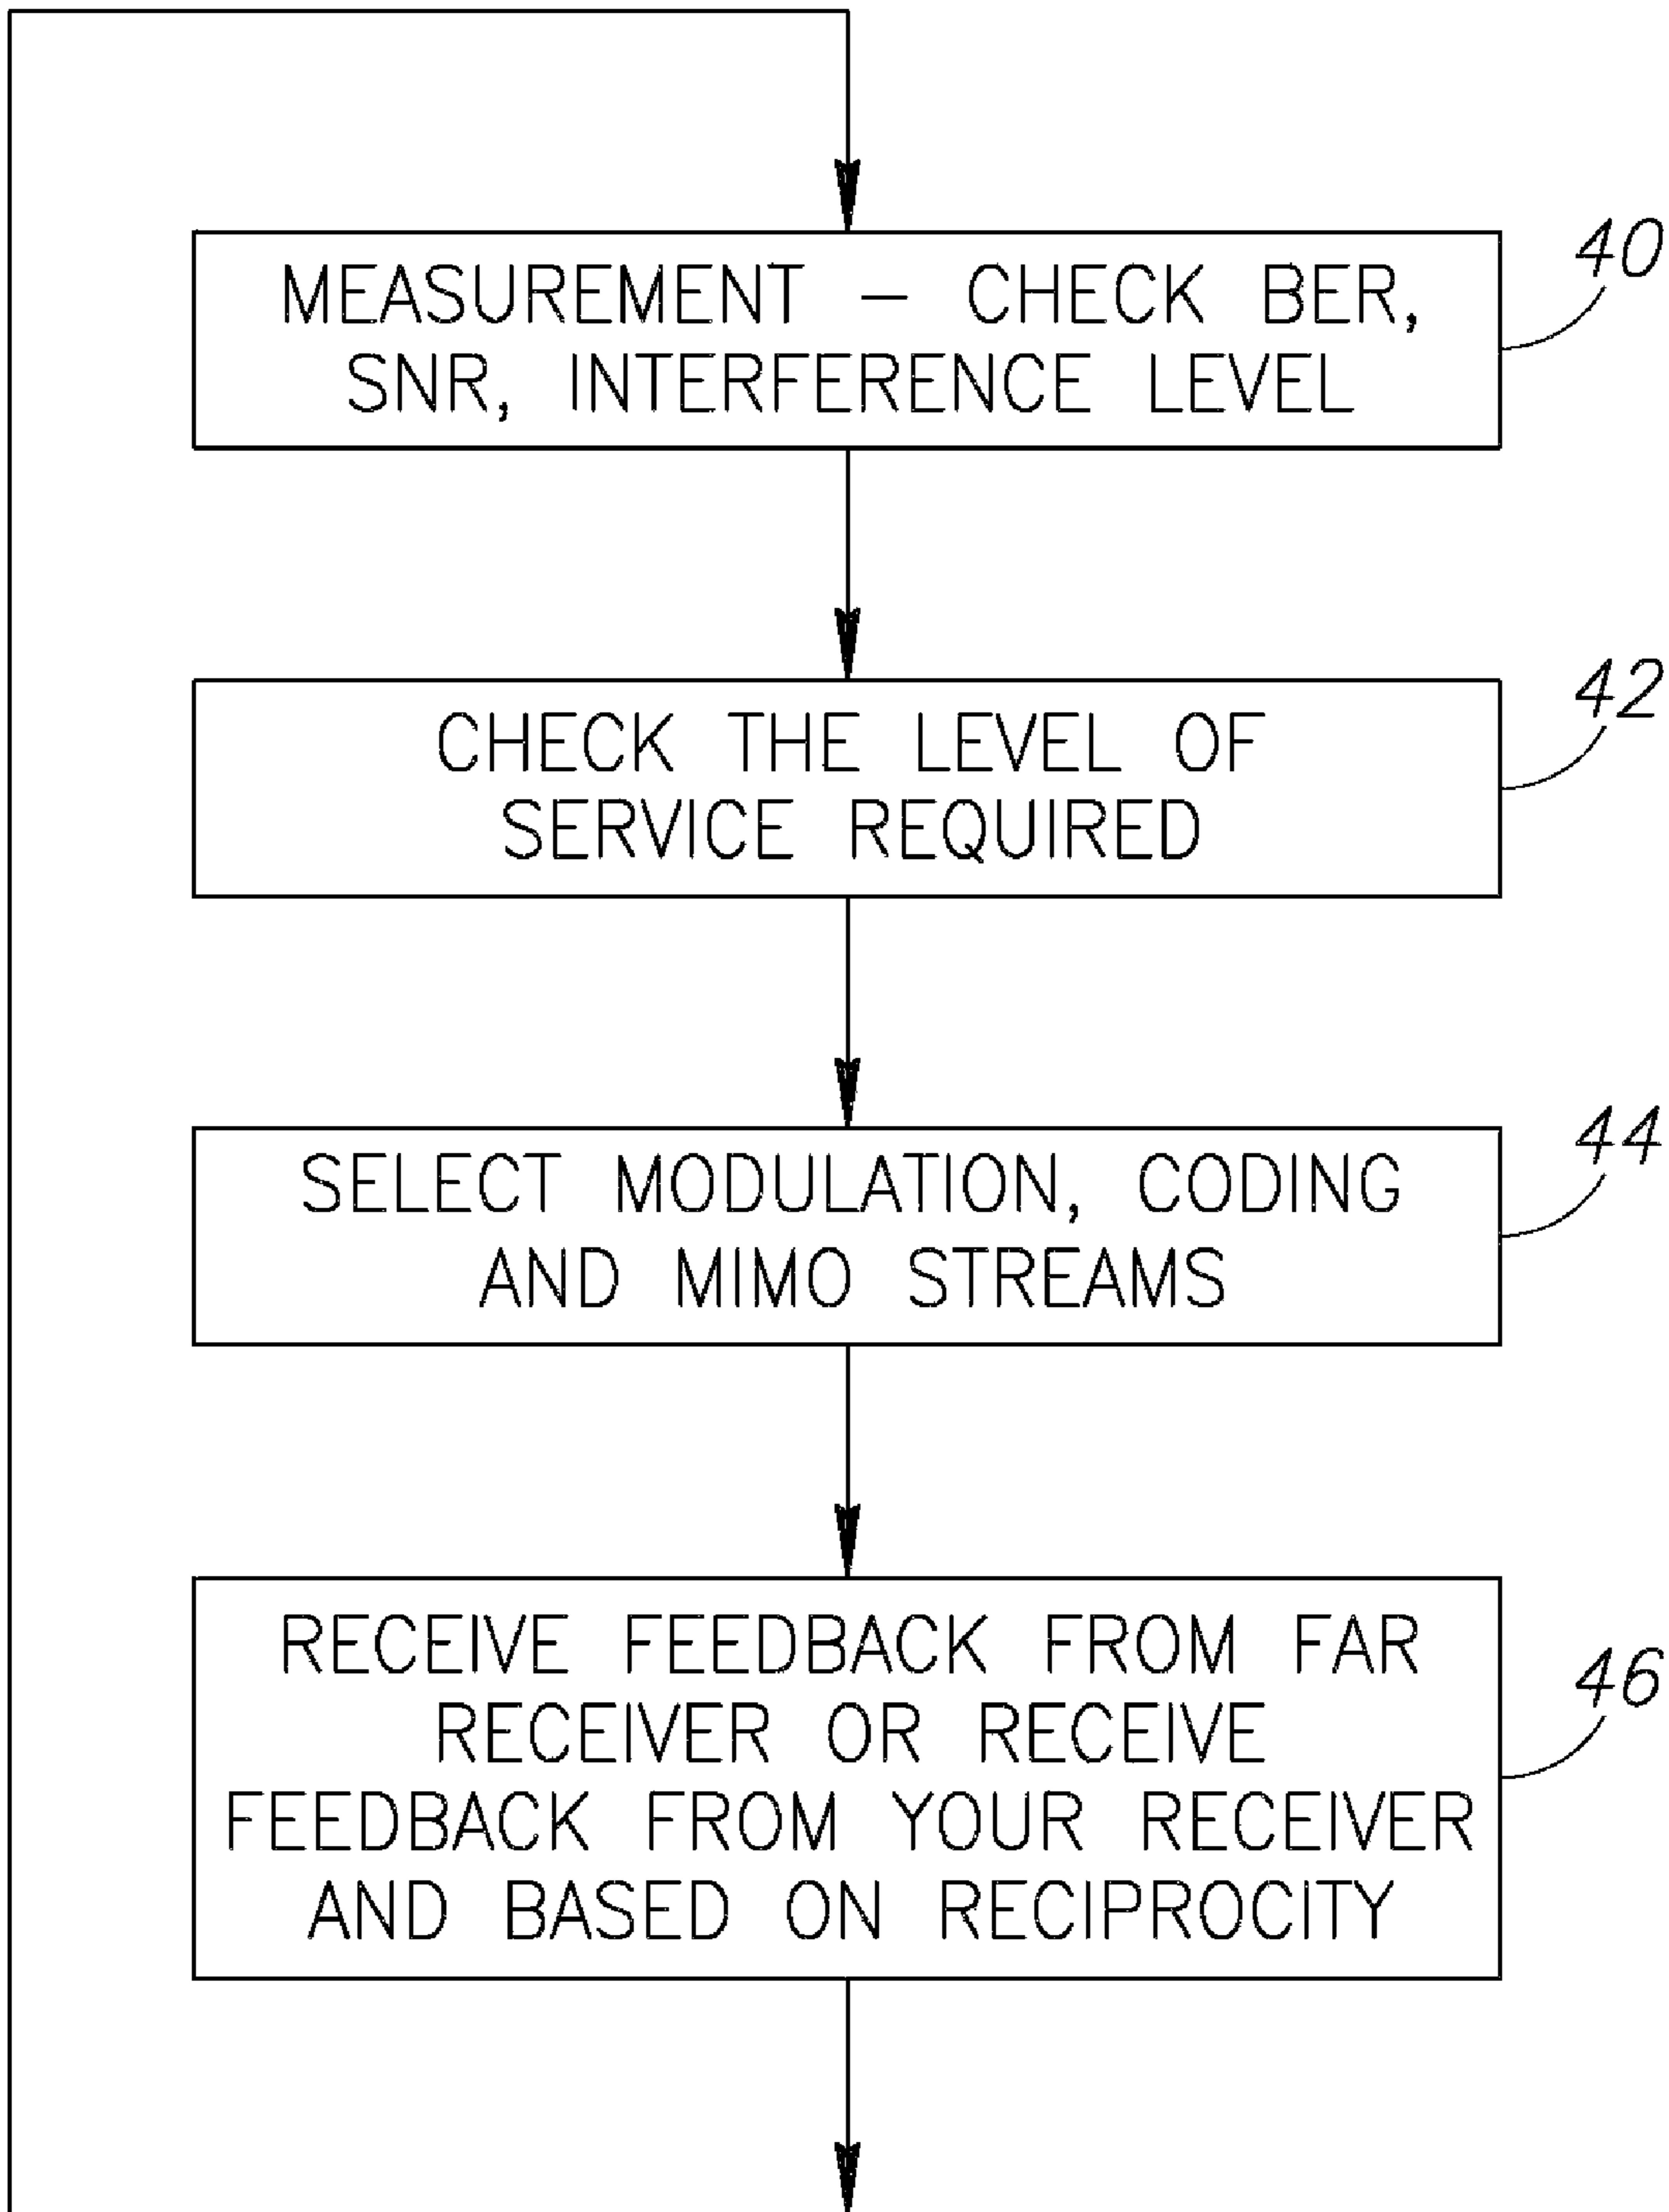 MEASUREMENT – CHECK BER,
SNR, INTERFERENCE LEVEL
40
CHECK THE LEVEL OF
SERVICE REQUIRED
42
SELECT MODULATION, CODING
AND MIMO STREAMS
44
RECEIVE FEEDBACK FROM FAR
RECEIVER OR RECEIVE
FEEDBACK FROM YOUR RECEIVER
AND BASED ON RECIPROCITY
46